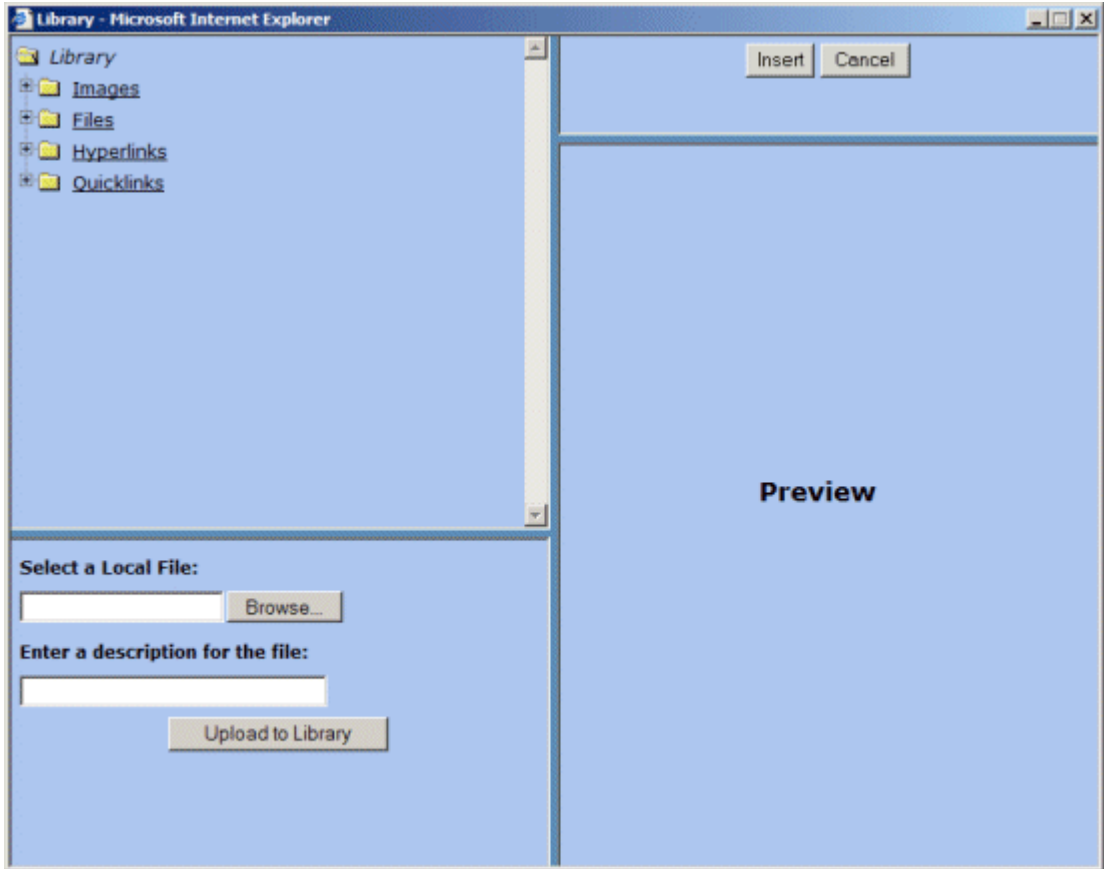 Library - Microsoft Internet Explorer
Library
Images
Files
Hyperlinks
Quicklinks
Insert Cancel
Preview
Select a Local File:
Browse...
Enter a description for the file:
Upload to Library